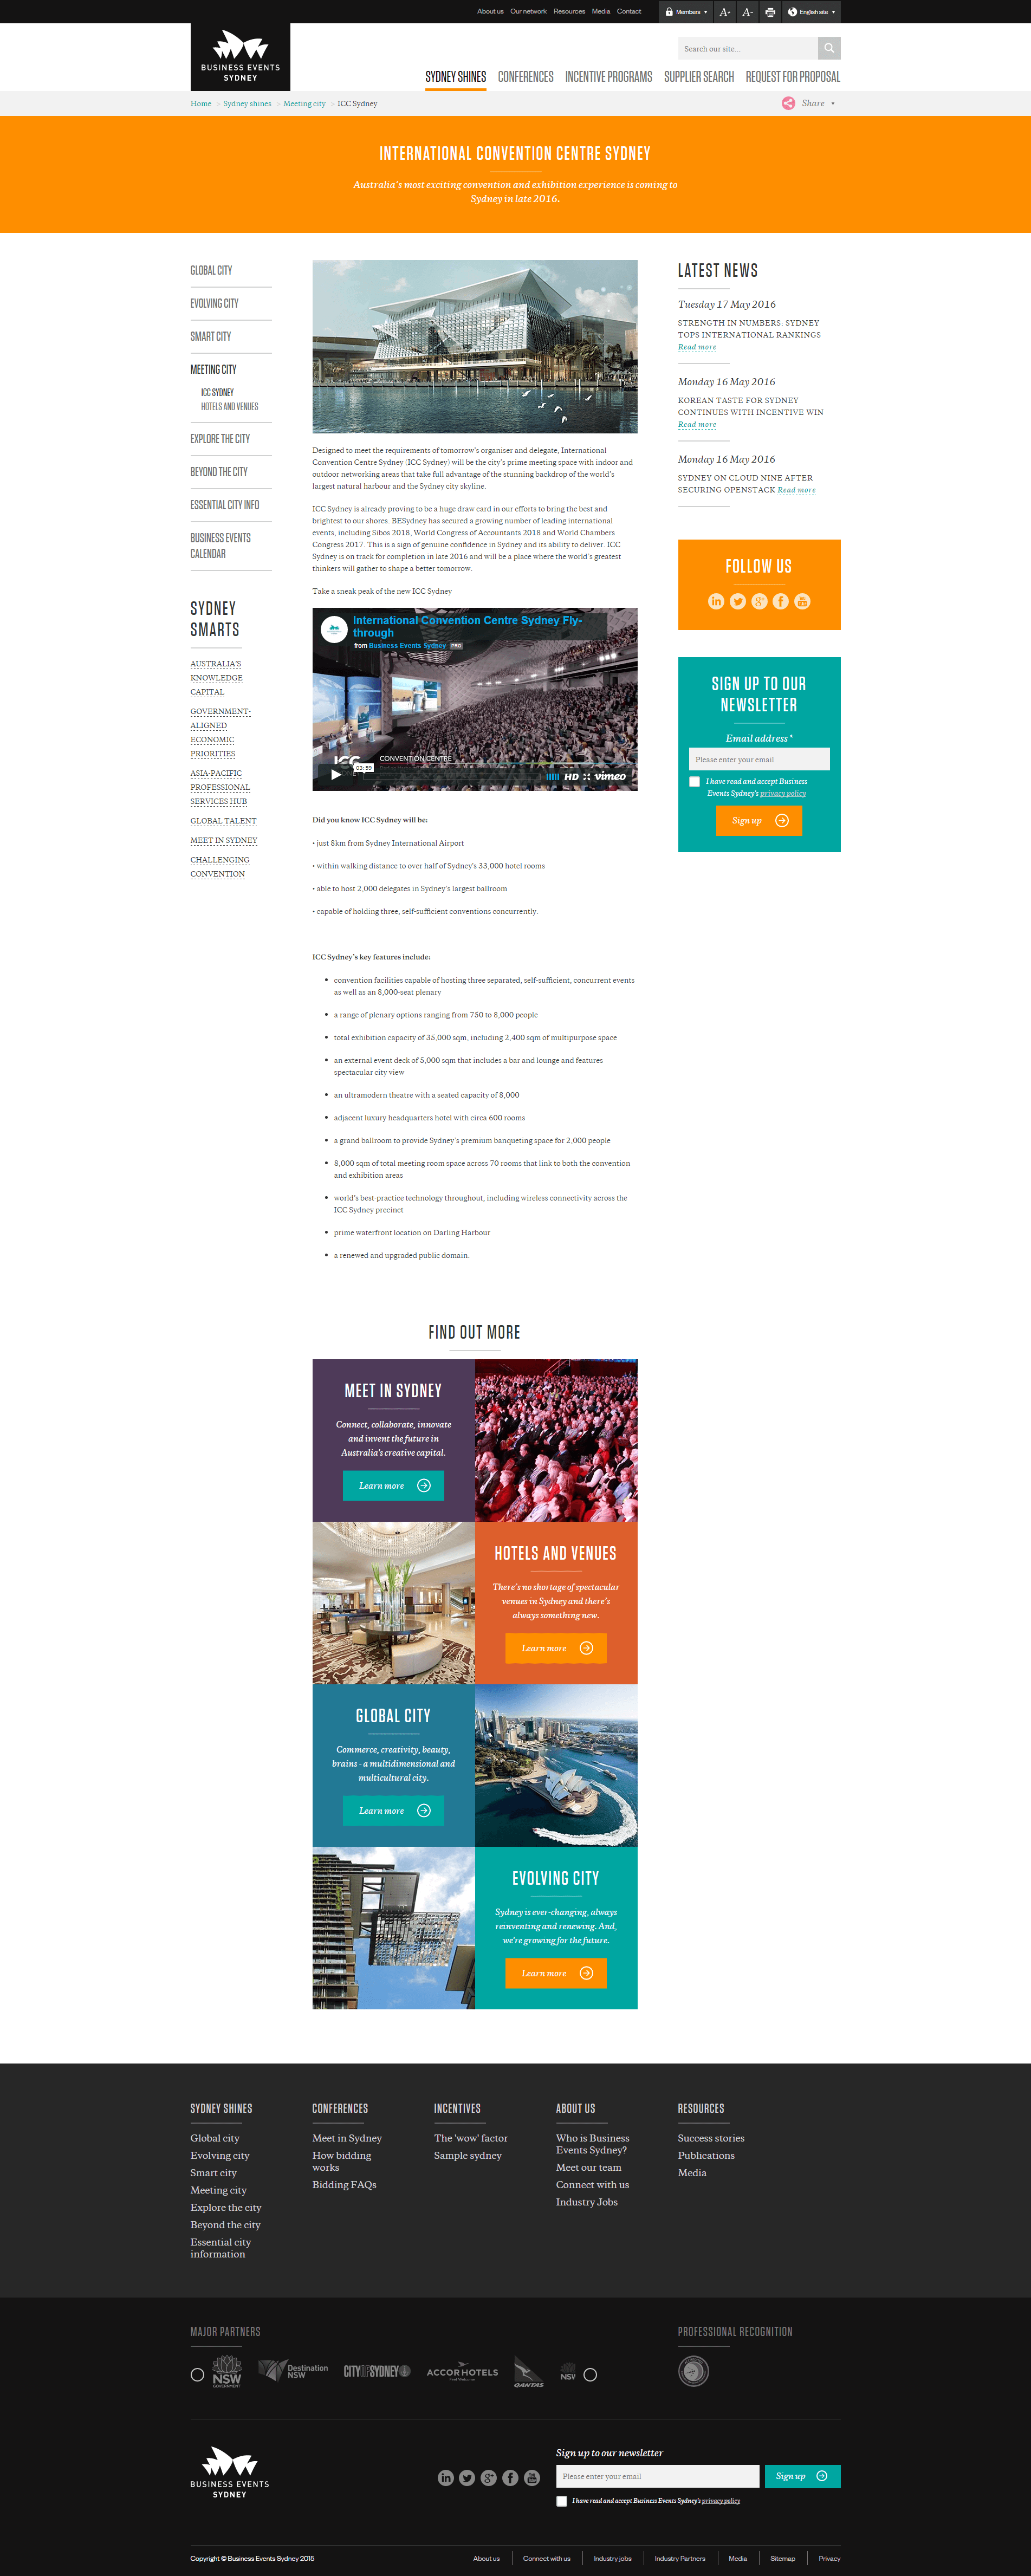 About us Our network Resources Media Contact Members A+ A- English site
BUSINESS EVENTS
SYDNEY
Search our site...
SYDNEY SHINES CONFERENCES INCENTIVE PROGRAMS SUPPLIER SEARCH REQUEST FOR PROPOSAL
Home > Sydney shines > Meeting city > ICC Sydney Share
INTERNATIONAL CONVENTION CENTRE SYDNEY
Australia's most exciting convention and exhibition experience is coming to
Sydney in late 2016.
GLOBAL CITY
EVOLVING CITY
SMART CITY
MEETING CITY
ICC SYDNEY
HOTELS AND VENUES
EXPLORE THE CITY
BEYOND THE CITY
ESSENTIAL CITY INFO
BUSINESS EVENTS
CALENDAR
SYDNEY
SMARTS
AUSTRALIA'S
KNOWLEDGE
CAPITAL
GOVERNMENT-
ALIGNED
ECONOMIC
PRIORITIES
ASIA-PACIFIC
PROFESSIONAL
SERVICES HUB
GLOBAL TALENT
MEET IN SYDNEY
CHALLENGING
CONVENTION
Designed to meet the requirements of tomorrow's organiser and delegate, International
Convention Centre Sydney (ICC Sydney) will be the city's prime meeting space with indoor and
outdoor networking areas that take full advantage of the stunning backdrop of the world's
largest natural harbour and the Sydney city skyline.
ICC Sydney is already proving to be a huge draw card in our efforts to bring the best and
brightest to our shores. BESydney has secured a growing number of leading international
events, including Sibos 2018, World Congress of Accountants 2018 and World Chambers
Congress 2017. This is a sign of genuine confidence in Sydney and its ability to deliver. ICC
Sydney is on track for completion in late 2016 and will be a place where the world's greatest
thinkers will gather to shape a better tomorrow.
Take a sneak peak of the new ICC Sydney
International Convention Centre Sydney Fly-
through
from Business Events Sydney PRO
ICC CONVENTION CENTRE
03:59
HD vimeo
Did you know ICC Sydney will be:
• just 8km from Sydney International Airport
• within walking distance to over half of Sydney's 33,000 hotel rooms
• able to host 2,000 delegates in Sydney's largest ballroom
• capable of holding three, self-sufficient conventions concurrently.
ICC Sydney's key features include:
• convention facilities capable of hosting three separated, self-sufficient, concurrent events
as well as an 8,000-seat plenary
• a range of plenary options ranging from 750 to 8,000 people
• total exhibition capacity of 35,000 sqm, including 2,400 sqm of multipurpose space
• an external event deck of 5,000 sqm that includes a bar and lounge and features
spectacular city view
• an ultramodern theatre with a seated capacity of 8,000
• adjacent luxury headquarters hotel with circa 600 rooms
• a grand ballroom to provide Sydney's premium banqueting space for 2,000 people
• 8,000 sqm of total meeting room space across 70 rooms that link to both the convention
and exhibition areas
• world's best-practice technology throughout, including wireless connectivity across the
ICC Sydney precinct
• prime waterfront location on Darling Harbour
• a renewed and upgraded public domain.
LATEST NEWS
Tuesday 17 May 2016
STRENGTH IN NUMBERS: SYDNEY
TOPS INTERNATIONAL RANKINGS
Read more
Monday 16 May 2016
KOREAN TASTE FOR SYDNEY
CONTINUES WITH INCENTIVE WIN
Read more
Monday 16 May 2016
SYDNEY ON CLOUD NINE AFTER
SECURING OPENSTACK Read more
FOLLOW US
SIGN UP TO OUR
NEWSLETTER
Email address *
Please enter your email
I have read and accept Business
Events Sydney's privacy policy
Sign up
FIND OUT MORE
MEET IN SYDNEY
Connect, collaborate, innovate
and invent the future in
Australia's creative capital.
Learn more
HOTELS AND VENUES
There's no shortage of spectacular
venues in Sydney and there's
always something new.
Learn more
GLOBAL CITY
Commerce, creativity, beauty,
brains - a multidimensional and
multicultural city.
Learn more
EVOLVING CITY
Sydney is ever-changing, always
reinventing and renewing. And,
we're growing for the future.
Learn more
SYDNEY SHINES
Global city
Evolving city
Smart city
Meeting city
Explore the city
Beyond the city
Essential city
information
CONFERENCES
Meet in Sydney
How bidding
works
Bidding FAQs
INCENTIVES
The 'wow' factor
Sample sydney
ABOUT US
Who is Business
Events Sydney?
Meet our team
Connect with us
Industry Jobs
RESOURCES
Success stories
Publications
Media
MAJOR PARTNERS
PROFESSIONAL RECOGNITION
NSW
GOVERNMENT
Destination
NSW
CITY OF SYDNEY
ACCOR HOTELS
QANTAS
NSW
BUSINESS EVENTS
SYDNEY
Sign up to our newsletter
Please enter your email
Sign up
I have read and accept Business Events Sydney's privacy policy
Copyright © Business Events Sydney 2015
About us Connect with us Industry jobs Industry Partners Media Sitemap Privacy